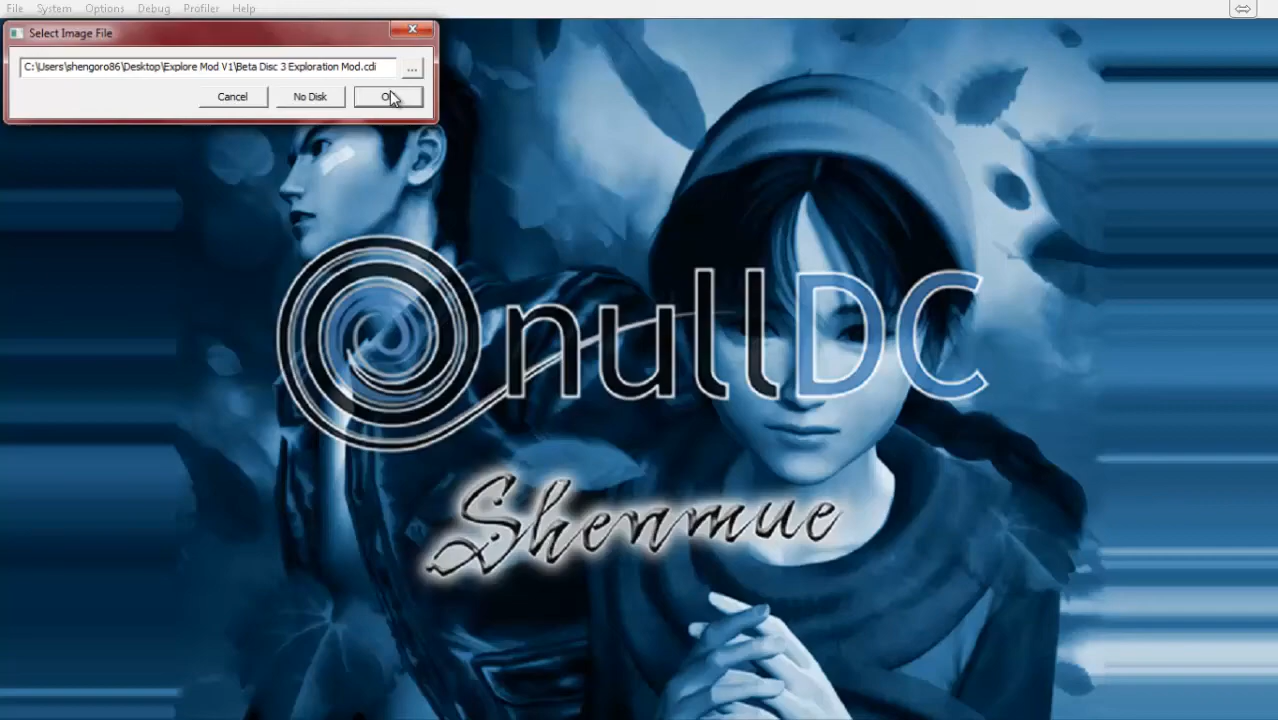 File System Options Debug Profiler Help
Select Image File
C:\Users\shengoro86\Desktop\Explore Mod V1\Beta Disc 3 Exploration Mod.cdi
...
Cancel No Disk
nullDC
Shenmue